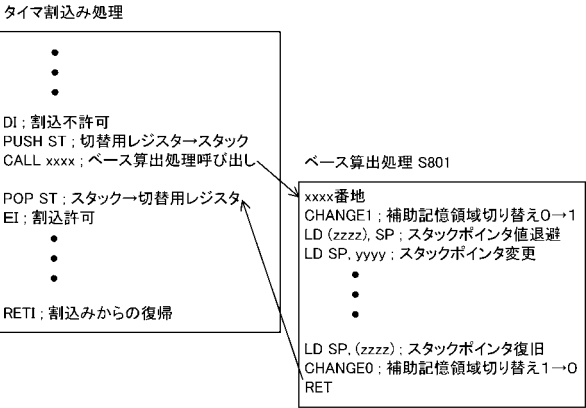 タイマ割込み処理
DI ; 割込不許可
PUSH ST ; 切替用レジスタ→スタック
CALL xxxx ; ベース算出処理呼び出し
POP ST ; スタック→切替用レジスタ
EI ; 割込許可
RETI ; 割込みからの復帰
ベース算出処理 S801
xxxx番地
CHANGE1 ; 補助記憶領域切り替え0→1
LD (zzzz), SP ; スタックポインタ値退避
LD SP, yyyy ; スタックポインタ変更
LD SP, (zzzz) ; スタックポインタ復旧
CHANGE0 ; 補助記憶領域切り替え1→0
RET